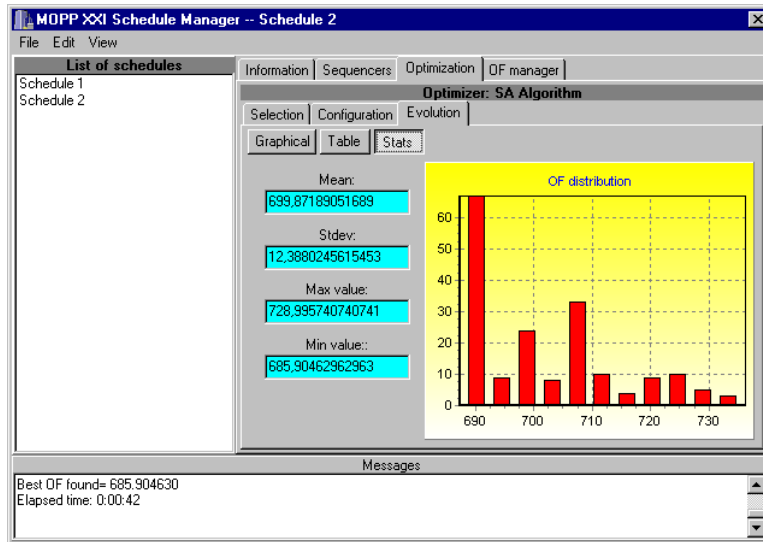 MOPP XXI Schedule Manager -- Schedule 2
File Edit View
List of schedules
Schedule 1
Schedule 2
Information Sequencers Optimization OF manager
Optimizer: SA Algorithm
Selection Configuration Evolution
Graphical Table Stats
Mean:
699,87189051689
Stdev:
12,3880245615453
Max value:
728,995740740741
Min value::
685,90462962963
OF distribution
60
50
40
30
20
10
0
690 700 710 720 730
Messages
Best OF found= 685.904630
Elapsed time: 0:00:42